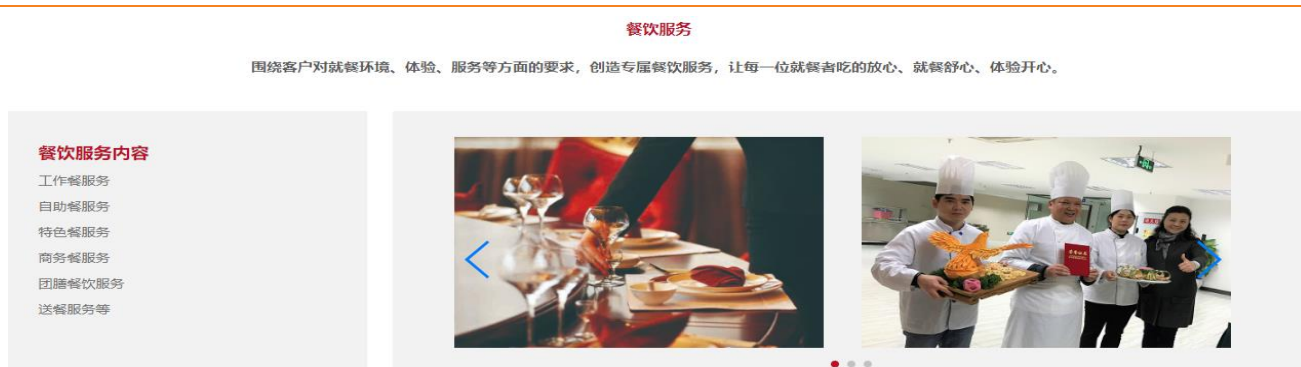 餐饮服务
围绕客户对就餐环境、体验、服务等方面的要求，创造专属餐饮服务，让每一位就餐者吃的放心、就餐舒心、体验开心。
餐饮服务内容
工作餐服务
自助餐服务
特色餐服务
商务餐服务
团膳餐饮服务
送餐服务等